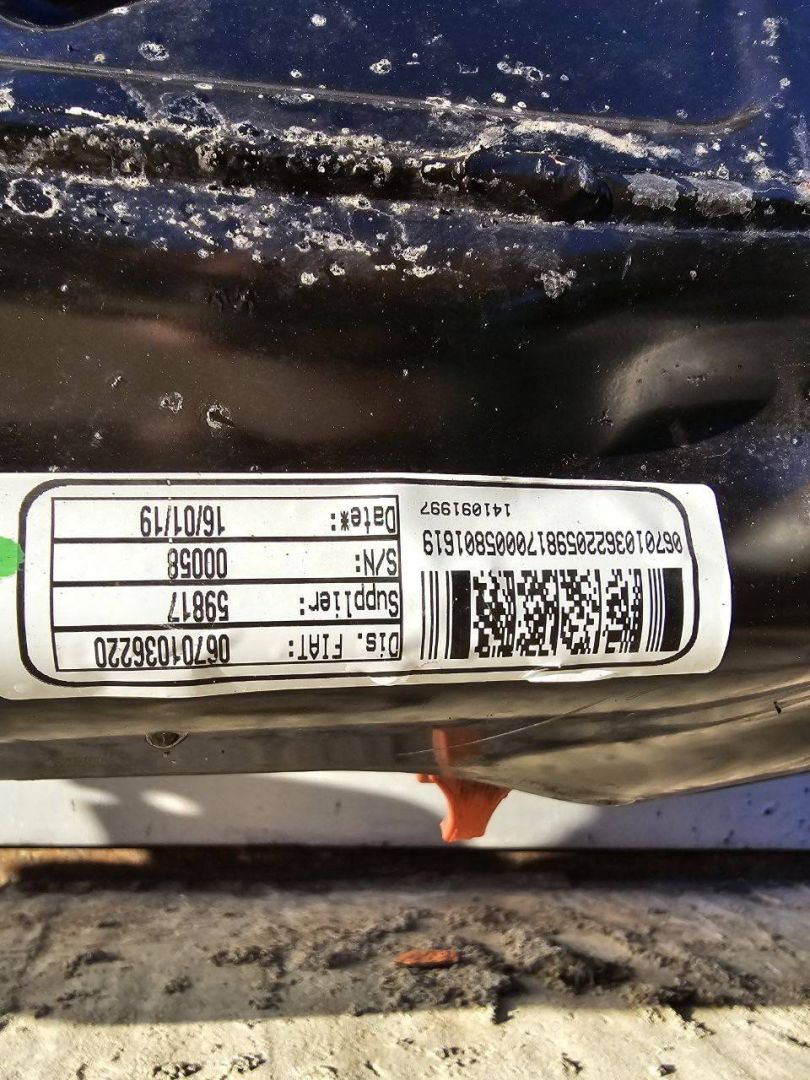 06701036220598170005801619
141091997
Dis. FIAT: 06701036220
Supplier: 59817
S/N: 00058
Date*: 16/01/19